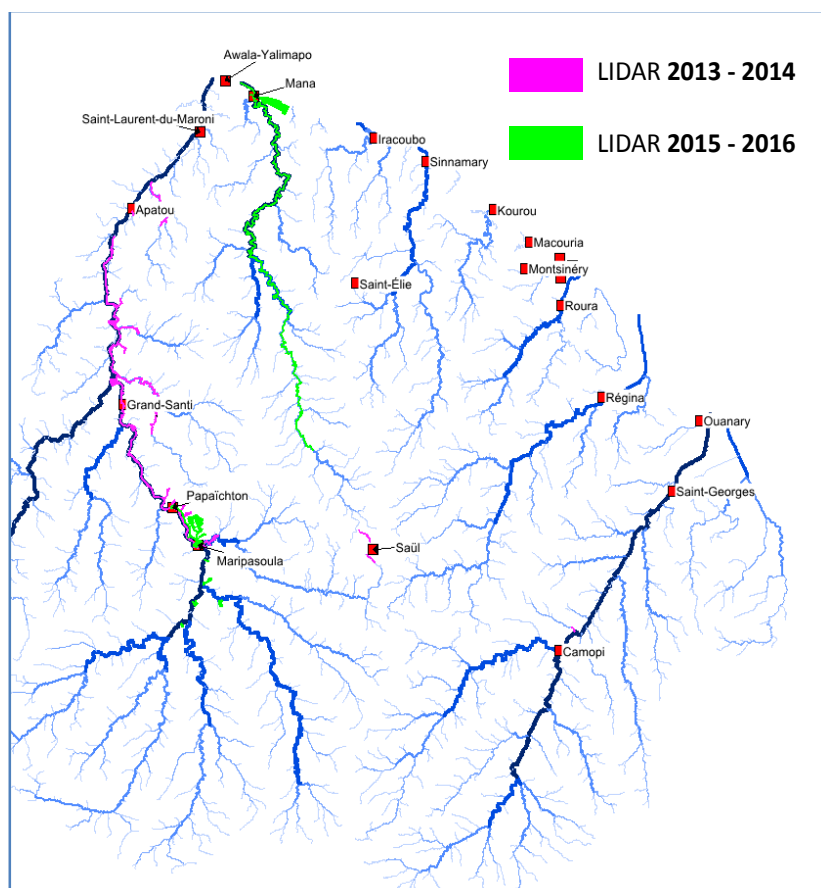 Awala-Yalimapo
Mana
LIDAR 2013 - 2014
Saint-Laurent-du-Maroni
Iracoubo
LIDAR 2015 - 2016
Sinnamary
Apatou
Kourou
Macouria
Montsinéry
Saint-Élie
Roura
Régina
Grand-Santi
Ouanary
Saint-Georges
Papaïchton
Saül
Maripasoula
Camopi